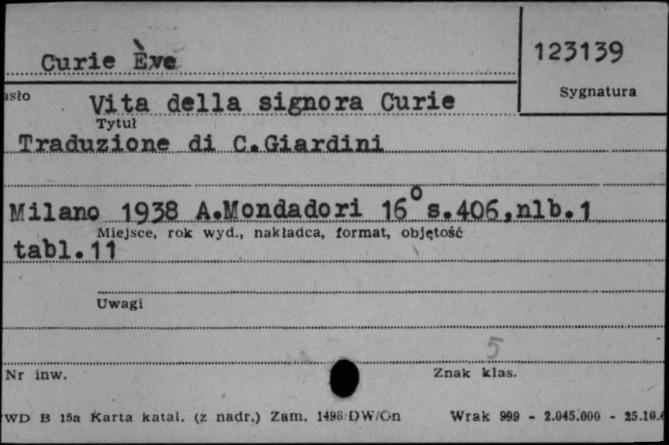 Curie Ève
123139
Sygnatura
asło
Vita della signora Curie
Tytuł
Traduzione di C.Giardini
Milano 1938 A.Mondadori 16° s.406,nlb.1
Miejsce, rok wyd., nakładca, format, objętość
tabl.11
Uwagi
5
Nr inw.
Znak klas.
WD B 15a Karta katal. (z nadr.) Zam. 1498/DW/On Wrak 999 - 2.045.000 - 25.10.